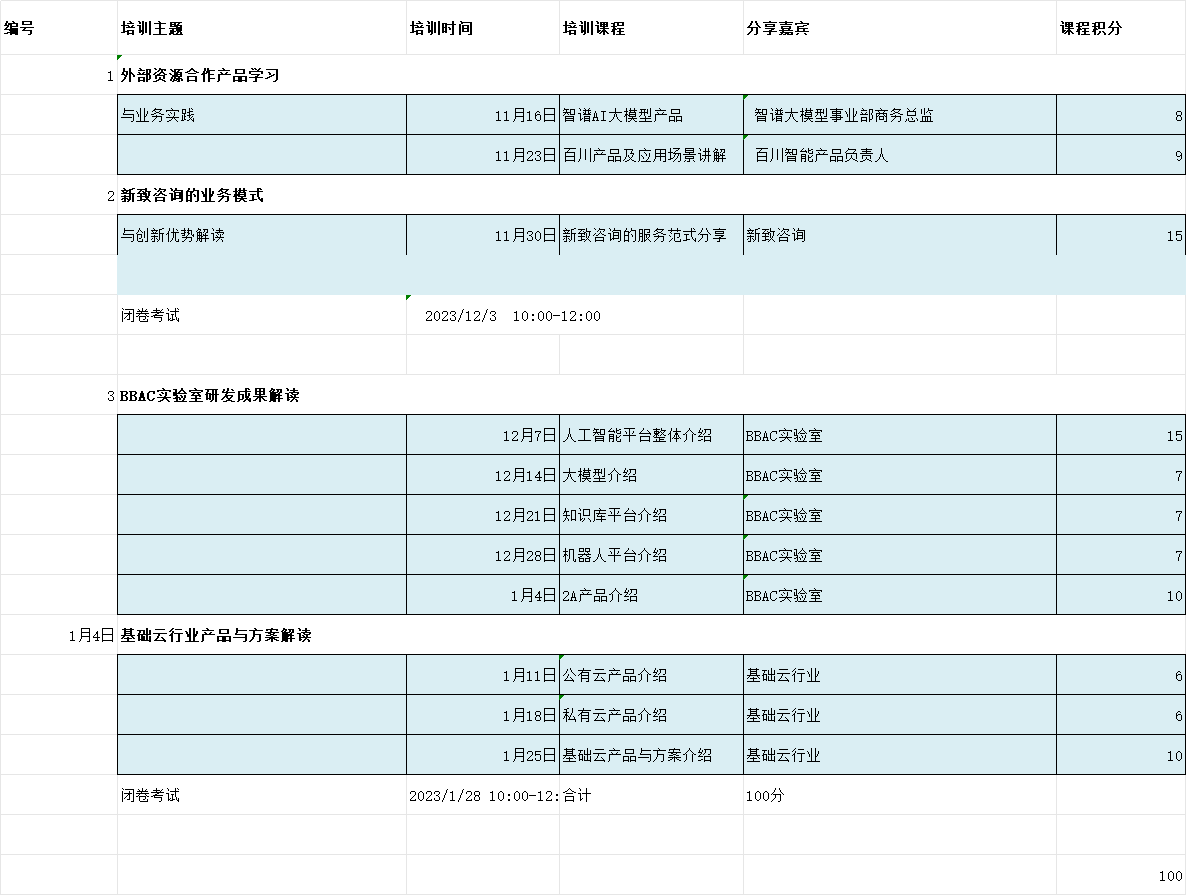 编号 培训主题 培训时间 培训课程 分享嘉宾 课程积分
1 外部资源合作产品学习
与业务实践 11月16日 智谱AI大模型产品 智谱大模型事业部商务总监 8
11月23日 百川产品及应用场景讲解 百川智能产品负责人 9
2 新致咨询的业务模式
与创新优势解读 11月30日 新致咨询的服务范式分享 新致咨询 15
闭卷考试 2023/12/3 10:00-12:00
3 BBAC实验室研发成果解读
12月7日 人工智能平台整体介绍 BBAC实验室 15
12月14日 大模型介绍 BBAC实验室 7
12月21日 知识库平台介绍 BBAC实验室 7
12月28日 机器人平台介绍 BBAC实验室 7
1月4日 2A产品介绍 BBAC实验室 10
1月4日 基础云行业产品与方案解读
1月11日 公有云产品介绍 基础云行业 6
1月18日 私有云产品介绍 基础云行业 6
1月25日 基础云产品与方案介绍 基础云行业 10
闭卷考试 2023/1/28 10:00-12: 合计 100分
100